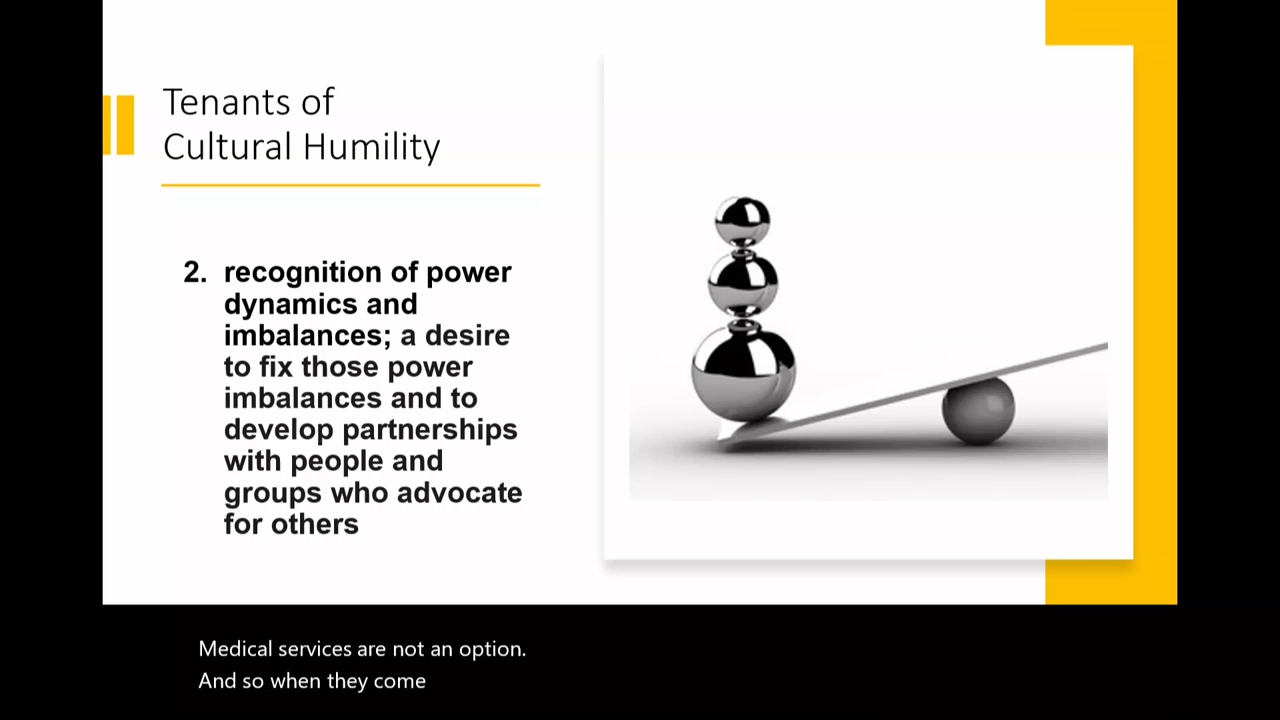 Tenants of
Cultural Humility
2. recognition of power
dynamics and
imbalances; a desire
to fix those power
imbalances and to
develop partnerships
with people and
groups who advocate
for others
Medical services are not an option.
And so when they come